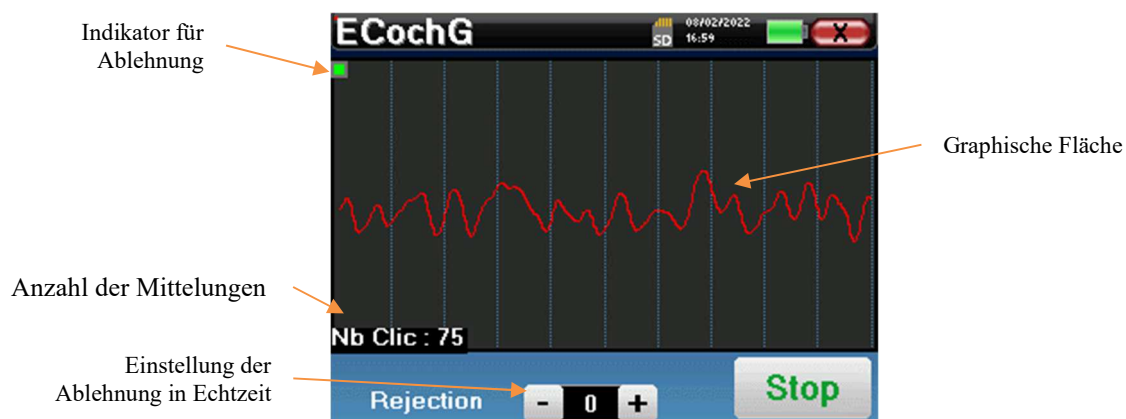 Indikator für
Ablehnung
ECochG
SD
08/02/2022
16:59
X
Graphische Fläche
Anzahl der Mittelungen
Nb Clic : 75
Einstellung der
Ablehnung in Echtzeit
Rejection
- 0 +
Stop